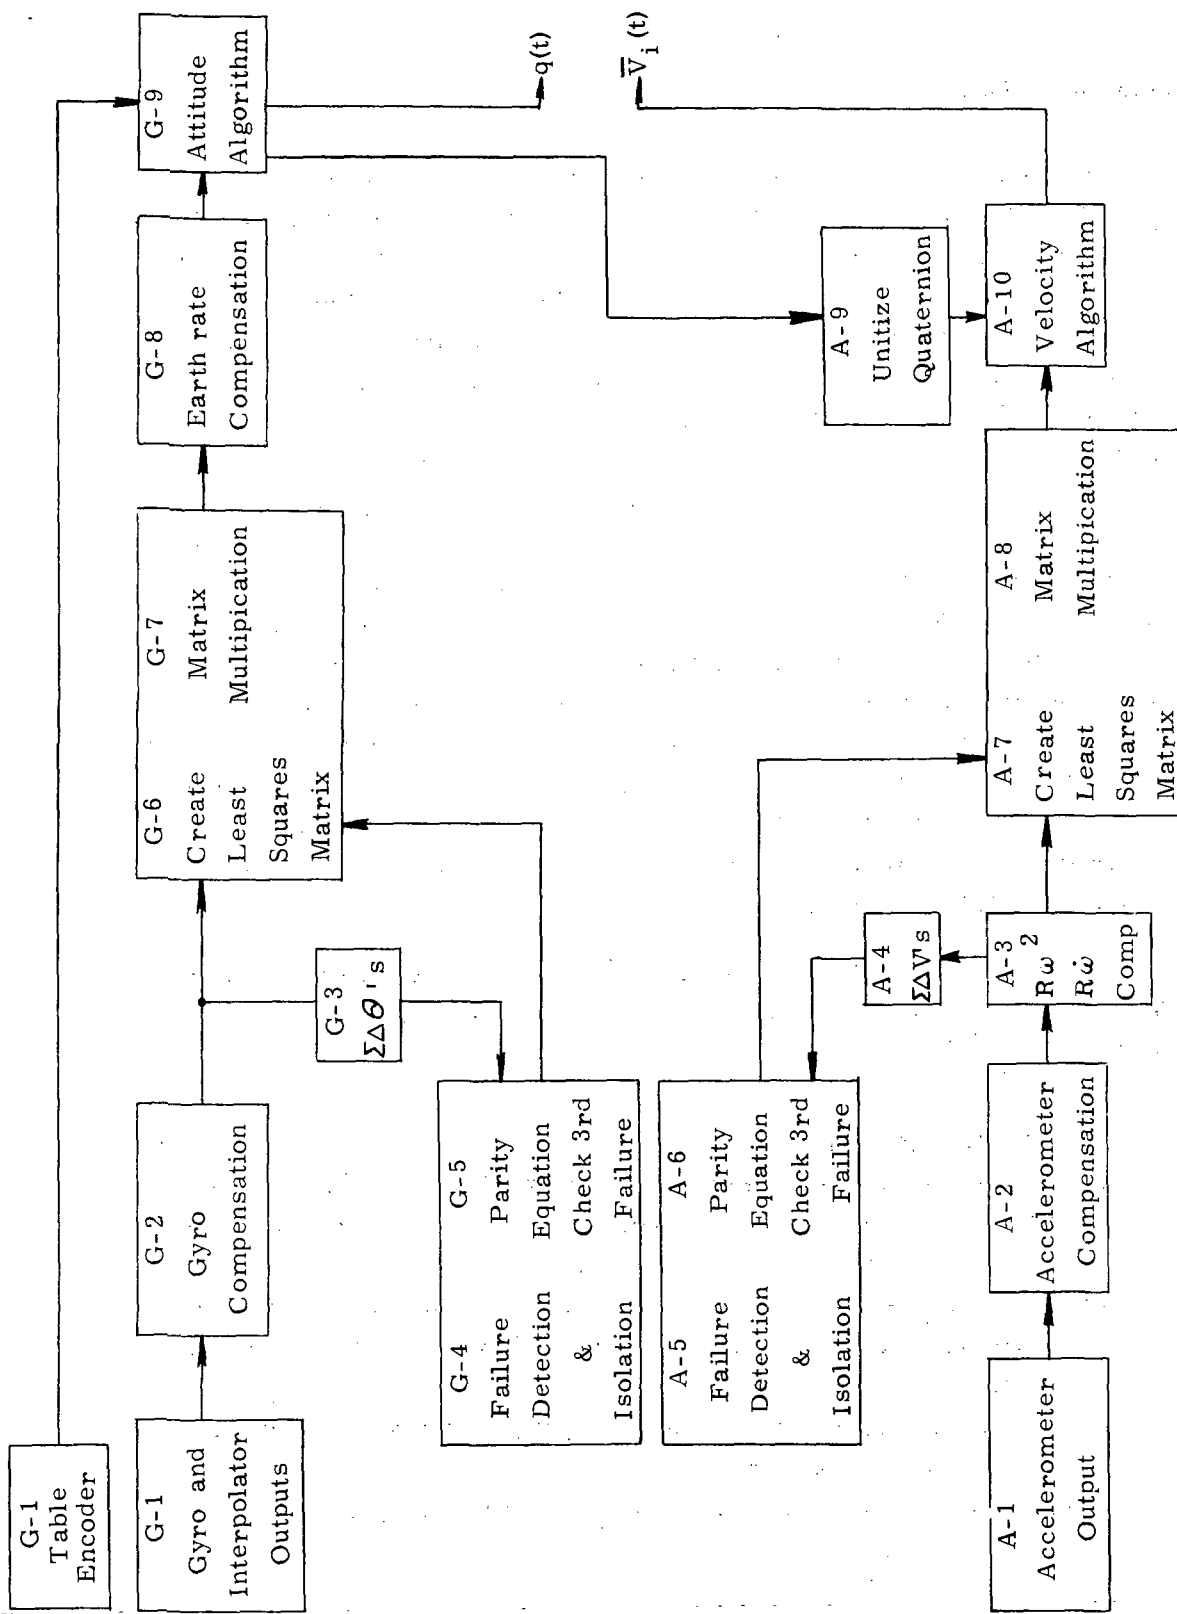 G-1
Table
Encoder
G-1
Gyro and
Interpolator
Outputs
G-2
Gyro
Compensation
G-3
ΣΔΘ's
G-4
Failure
Detection
&
Isolation
G-5
Parity
Equation
Check 3rd
Failure
G-6
Create
Least
Squares
Matrix
G-7
Matrix
Multipication
G-8
Earth rate
Compensation
G-9
Attitude
Algorithm
q(t)
V̅i(t)
A-1
Accelerometer
Output
A-2
Accelerometer
Compensation
A-3
Rω²
Rω̇
Comp
A-4
ΣΔV's
A-5
Failure
Detection
&
Isolation
A-6
Parity
Equation
Check 3rd
Failure
A-7
Create
Least
Squares
Matrix
A-8
Matrix
Multipication
A-9
Unitize
Quaternion
A-10
Velocity
Algorithm